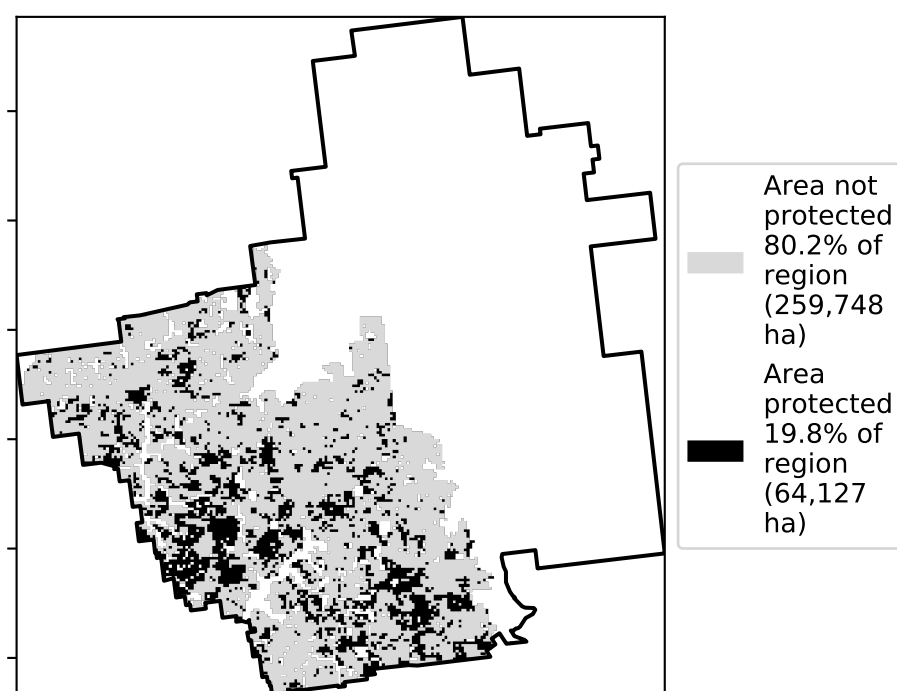 Area not
protected
80.2% of
region
(259,748
ha)
Area
protected
19.8% of
region
(64,127
ha)